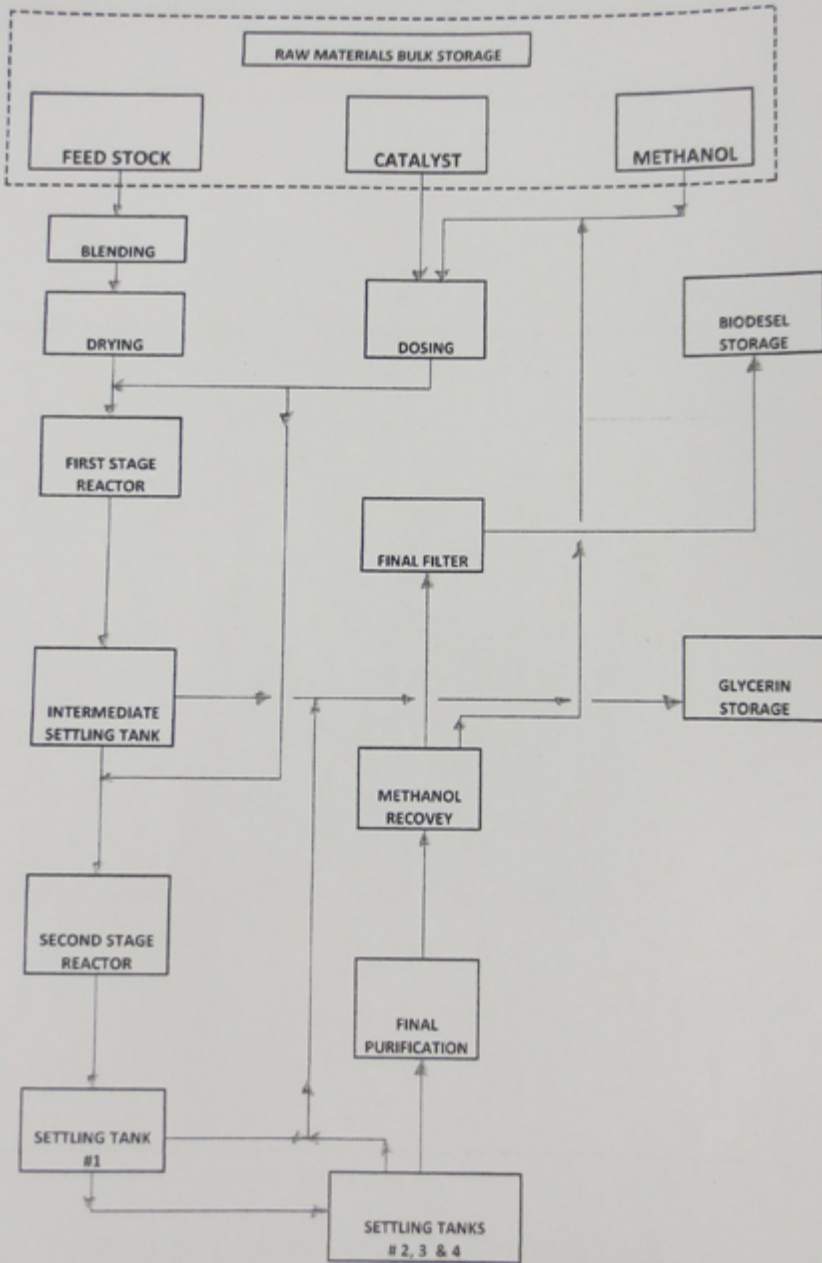 RAW MATERIALS BULK STORAGE
FEED STOCK
CATALYST
METHANOL
BLENDING
DRYING
DOSING
BIODESEL
STORAGE
FIRST STAGE
REACTOR
FINAL FILTER
INTERMEDIATE
SETTLING TANK
GLYCERIN
STORAGE
METHANOL
RECOVEY
SECOND STAGE
REACTOR
FINAL
PURIFICATION
SETTLING TANK
#1
SETTLING TANKS
# 2, 3 & 4